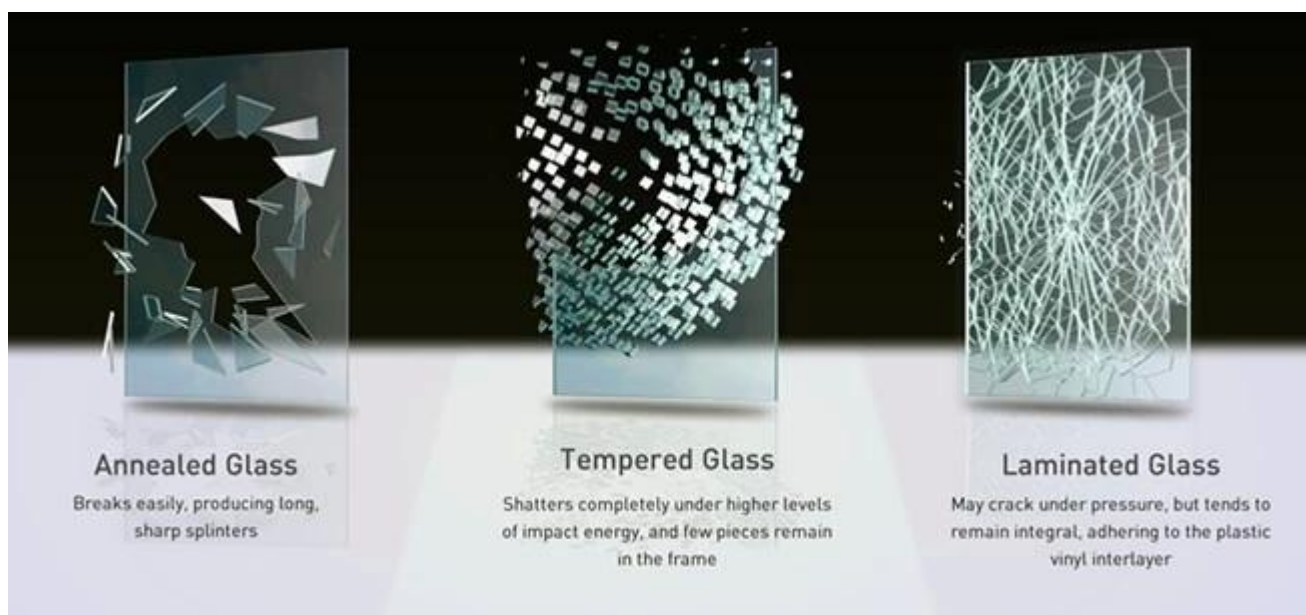 Annealed Glass
Breaks easily, producing long,
sharp splinters
Tempered Glass
Shatters completely under higher levels
of impact energy, and few pieces remain
in the frame
Laminated Glass
May crack under pressure, but tends to
remain integral, adhering to the plastic
vinyl interlayer